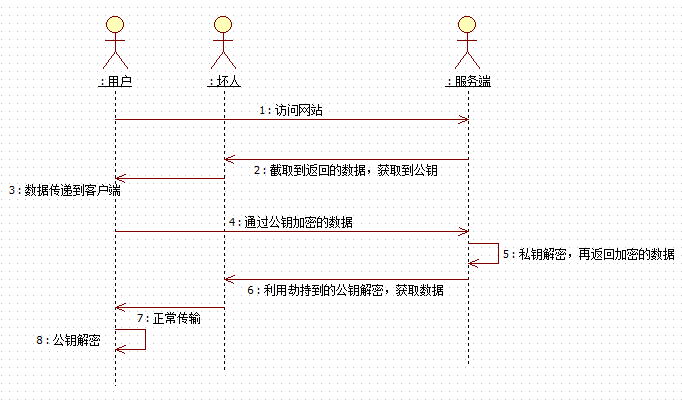 :用户
:坏人
:服务端
1:访问网站
2:截取到返回的数据，获取到公钥
3:数据传递到客户端
4:通过公钥加密的数据
5:私钥解密，再返回加密的数据
6:利用劫持到的公钥解密，获取数据
7:正常传输
8:公钥解密